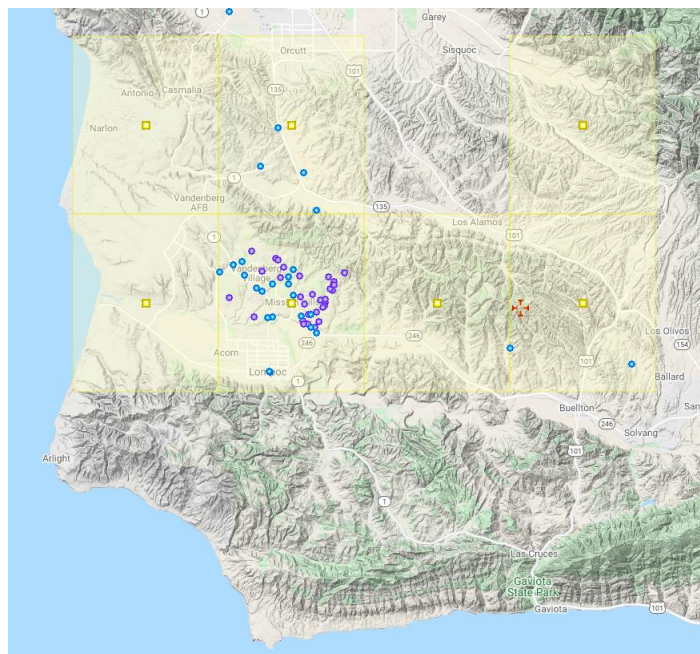 1
Garey
Orcutt
Sisquoc
101
135
Antonio
Casmalia
Narlon
1
Vandenberg
AFB
135
Los Alamos
1
101
Vandenberg
Village
Mission Hills
Los Olivos
246
246
154
Acorn
101
Lompoc
1
Ballard
Buellton
246
San
Solvang
101
Arlight
1
Las Cruces
Gaviota
State Park
Gaviota
101